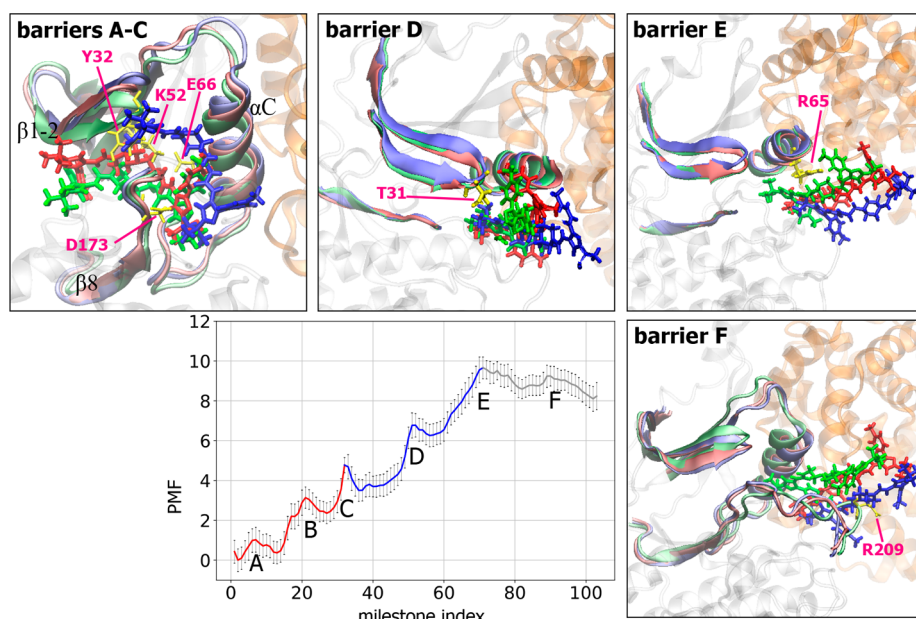 barriers A-C
Y32
K52
E66
αC
β1-2
D173
β8
barrier D
T31
barrier E
R65
12
10
8
6
4
2
0
PMF
A
B
C
D
E
F
0
20
40
60
80
100
milestone index
barrier F
R209